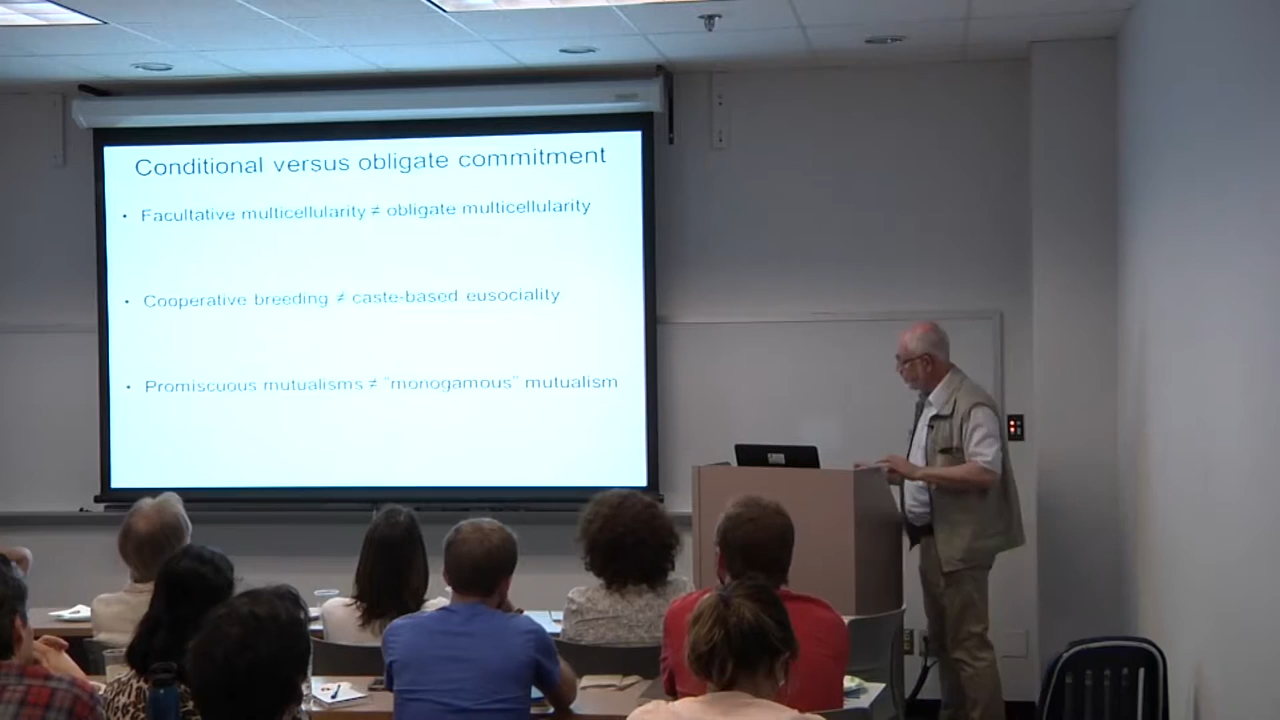 Conditional versus obligate commitment
• Facultative multicellularity ≠ obligate multicellularity
• Cooperative breeding ≠ caste-based eusociality
• Promiscuous mutualisms ≠ "monogamous" mutualism